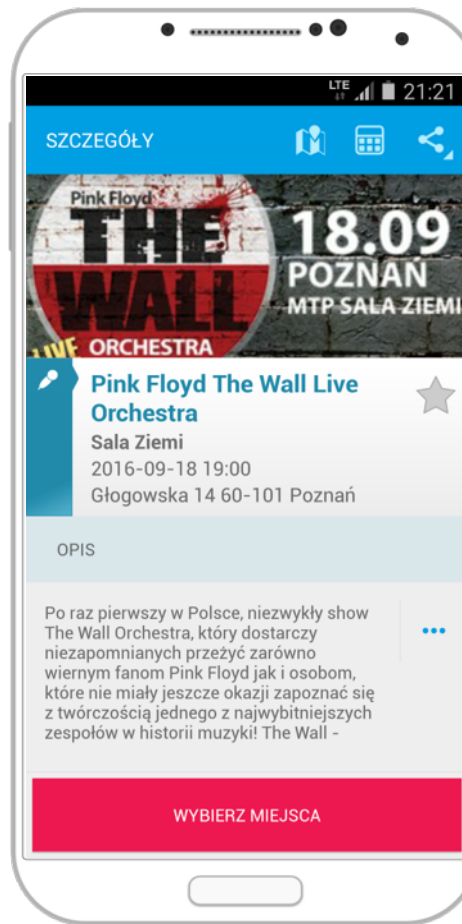 LTE 21:21
SZCZEGÓŁY
Pink Floyd
THE
WALL
LIVE ORCHESTRA
18.09
POZNAŃ
MTP SALA ZIEMI
Pink Floyd The Wall Live
Orchestra
Sala Ziemi
2016-09-18 19:00
Głogowska 14 60-101 Poznań
OPIS
Po raz pierwszy w Polsce, niezwykły show
The Wall Orchestra, który dostarczy
niezapomnianych przeżyć zarówno
wiernym fanom Pink Floyd jak i osobom,
które nie miały jeszcze okazji zapoznać się
z twórczością jednego z najwybitniejszych
zespołów w historii muzyki! The Wall -
WYBIERZ MIEJSCA